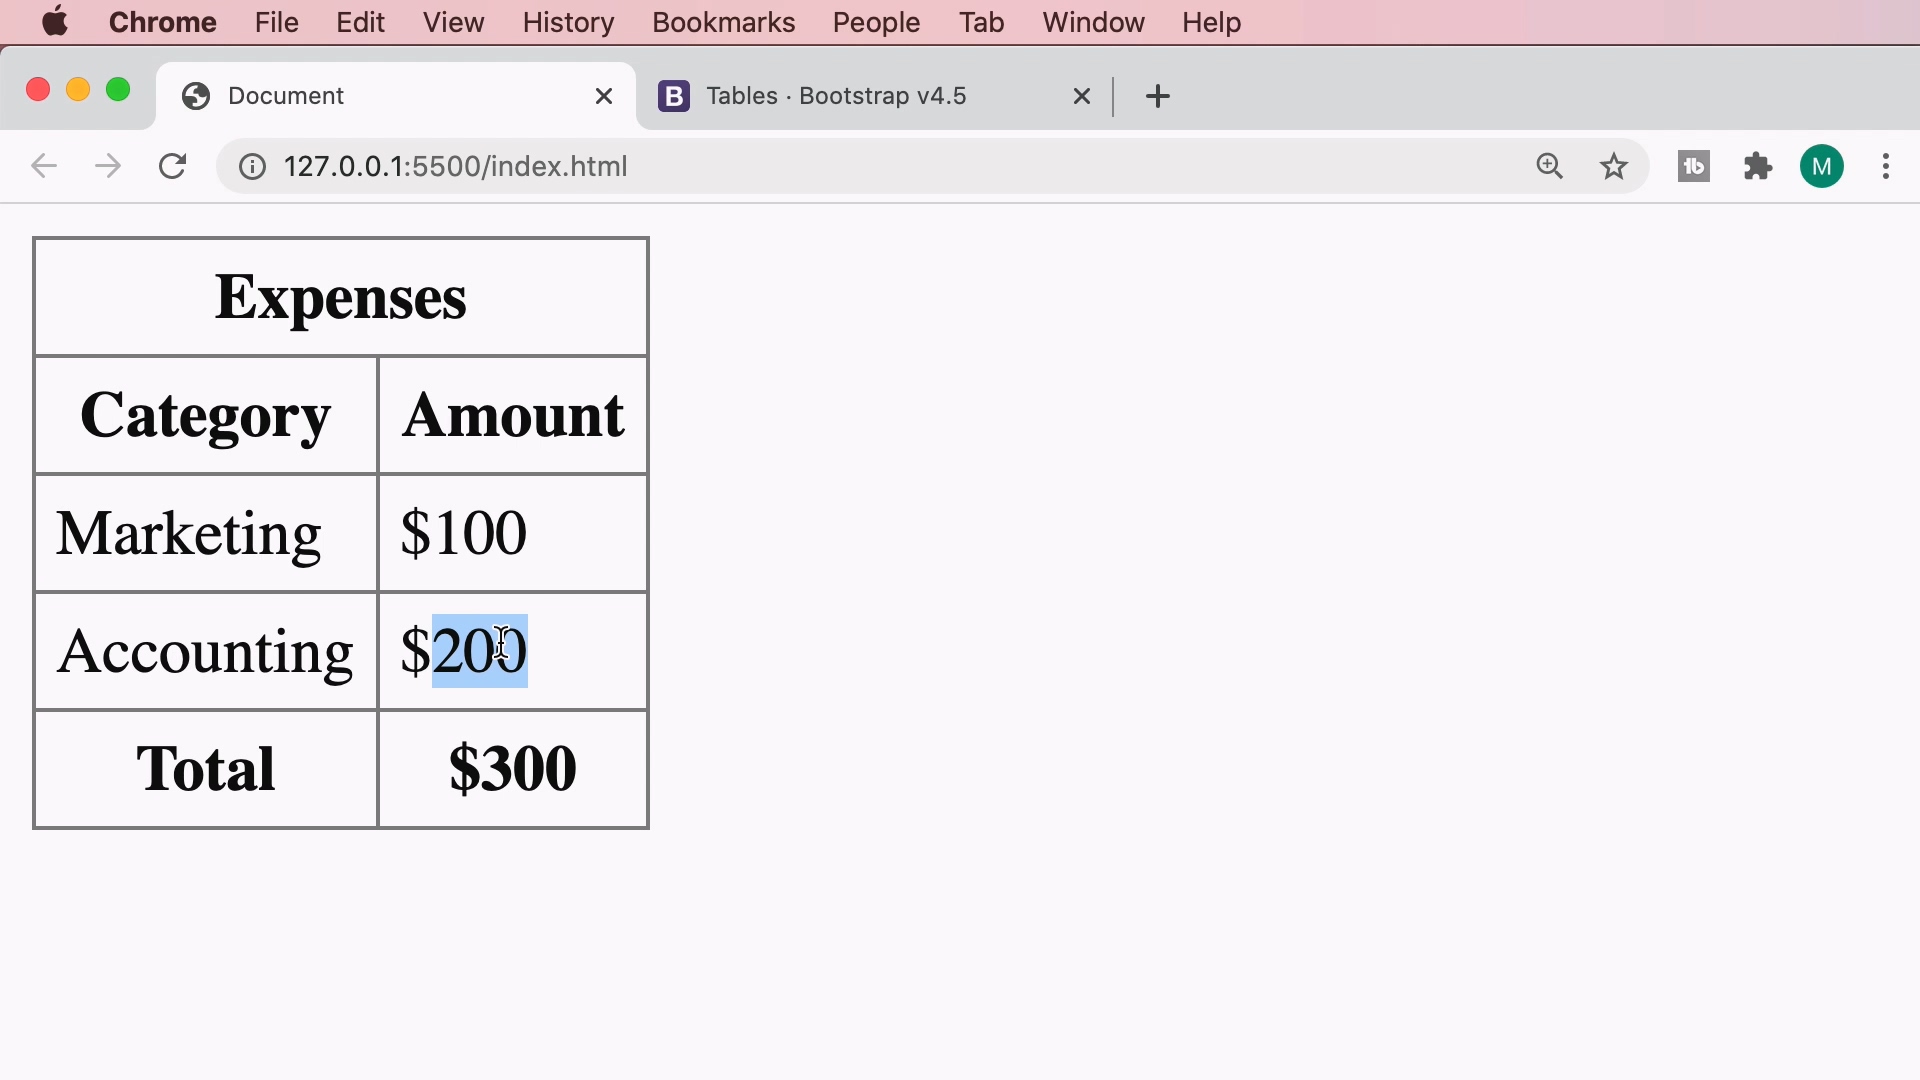 Chrome File Edit View History Bookmarks People Tab Window Help
Document
B Tables · Bootstrap v4.5
127.0.0.1:5500/index.html
M
Expenses
Category Amount
Marketing $100
Accounting $200
Total $300